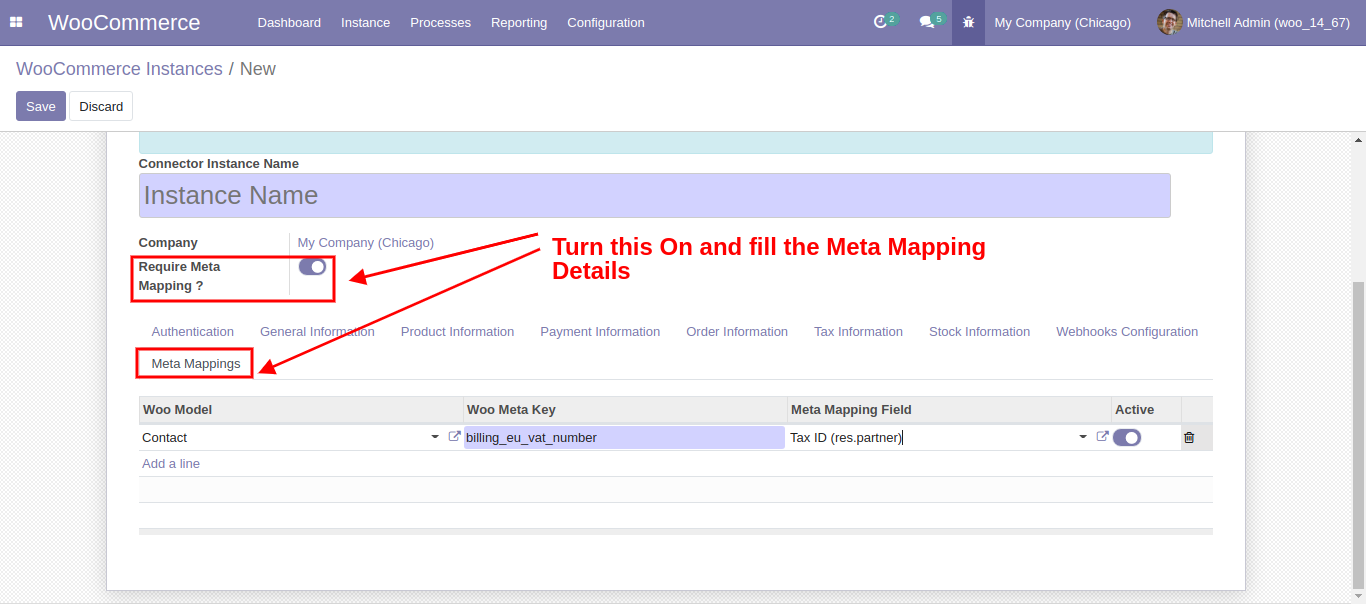 WooCommerce Dashboard Instance Processes Reporting Configuration 2 5 My Company (Chicago) Mitchell Admin (woo_14_67)
WooCommerce Instances / New
Save Discard
Connector Instance Name
Instance Name
Company My Company (Chicago)
Require Meta
Mapping ?
Turn this On and fill the Meta Mapping
Details
Authentication General Information Product Information Payment Information Order Information Tax Information Stock Information Webhooks Configuration
Meta Mappings
Woo Model Woo Meta Key Meta Mapping Field Active
Contact billing_eu_vat_number Tax ID (res.partner)
Add a line